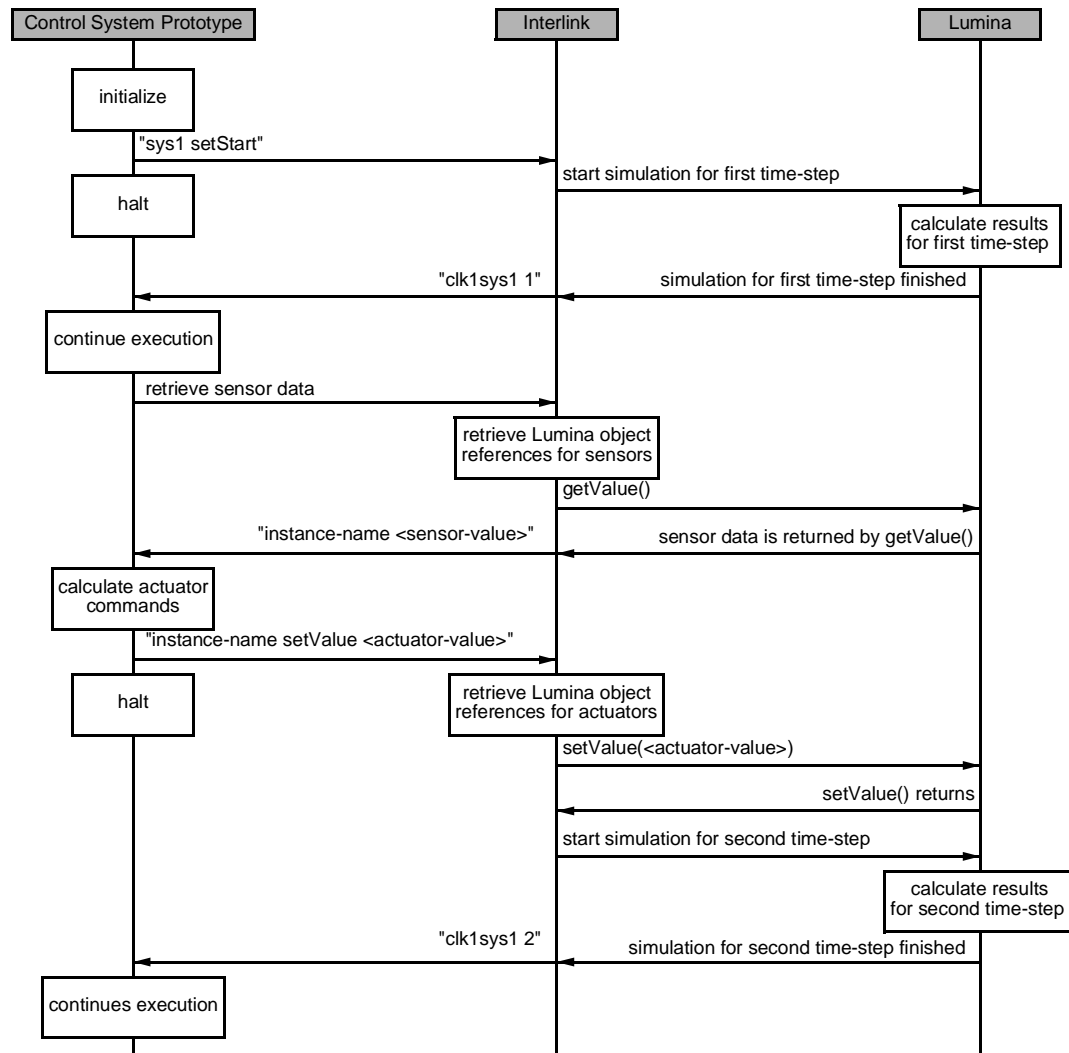 Control System Prototype
Interlink
Lumina
initialize
"sys1 setStart"
start simulation for first time-step
halt
calculate results
for first time-step
"clk1sys1 1"
simulation for first time-step finished
continue execution
retrieve sensor data
retrieve Lumina object
references for sensors
getValue()
"instance-name <sensor-value>"
sensor data is returned by getValue()
calculate actuator
commands
"instance-name setValue <actuator-value>"
halt
retrieve Lumina object
references for actuators
setValue(<actuator-value>)
setValue() returns
start simulation for second time-step
calculate results
for second time-step
"clk1sys1 2"
simulation for second time-step finished
continues execution